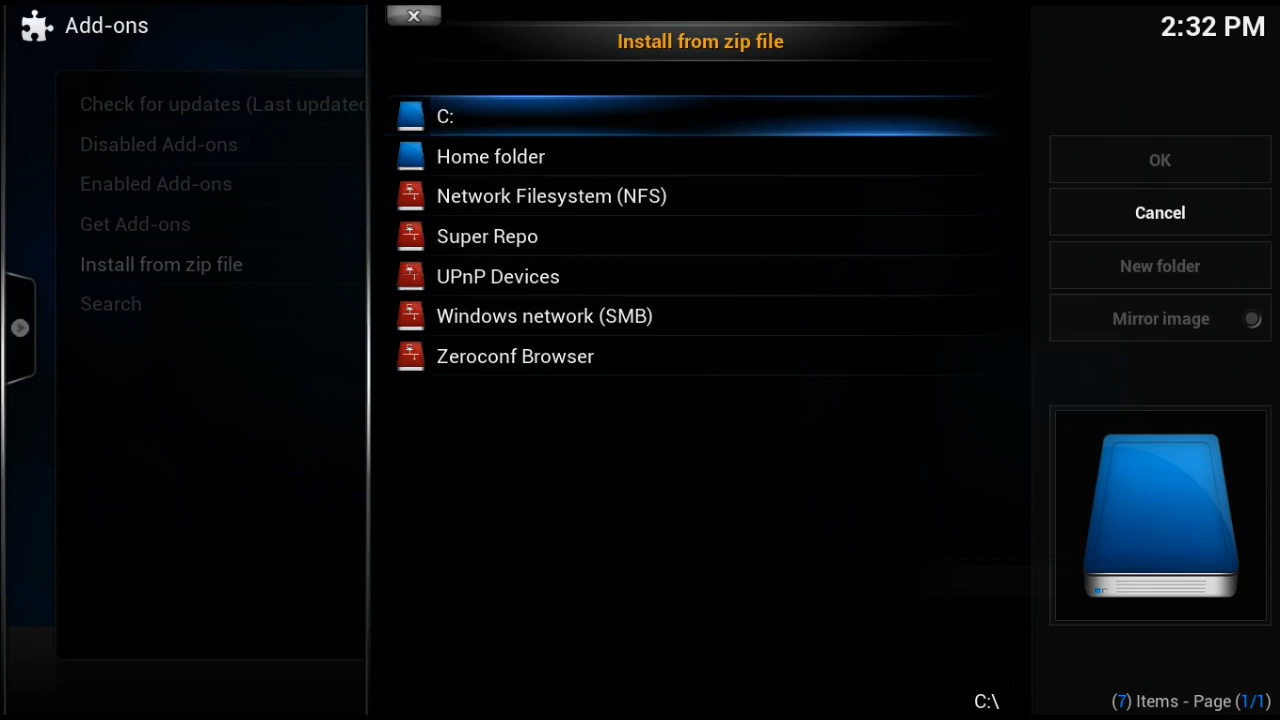 Add-ons
Install from zip file
2:32 PM
Check for updates (Last updated
Disabled Add-ons
Enabled Add-ons
Get Add-ons
Install from zip file
Search
C:
Home folder
Network Filesystem (NFS)
Super Repo
UPnP Devices
Windows network (SMB)
Zeroconf Browser
OK
Cancel
New folder
Mirror image
C:\
(7) Items - Page (1/1)